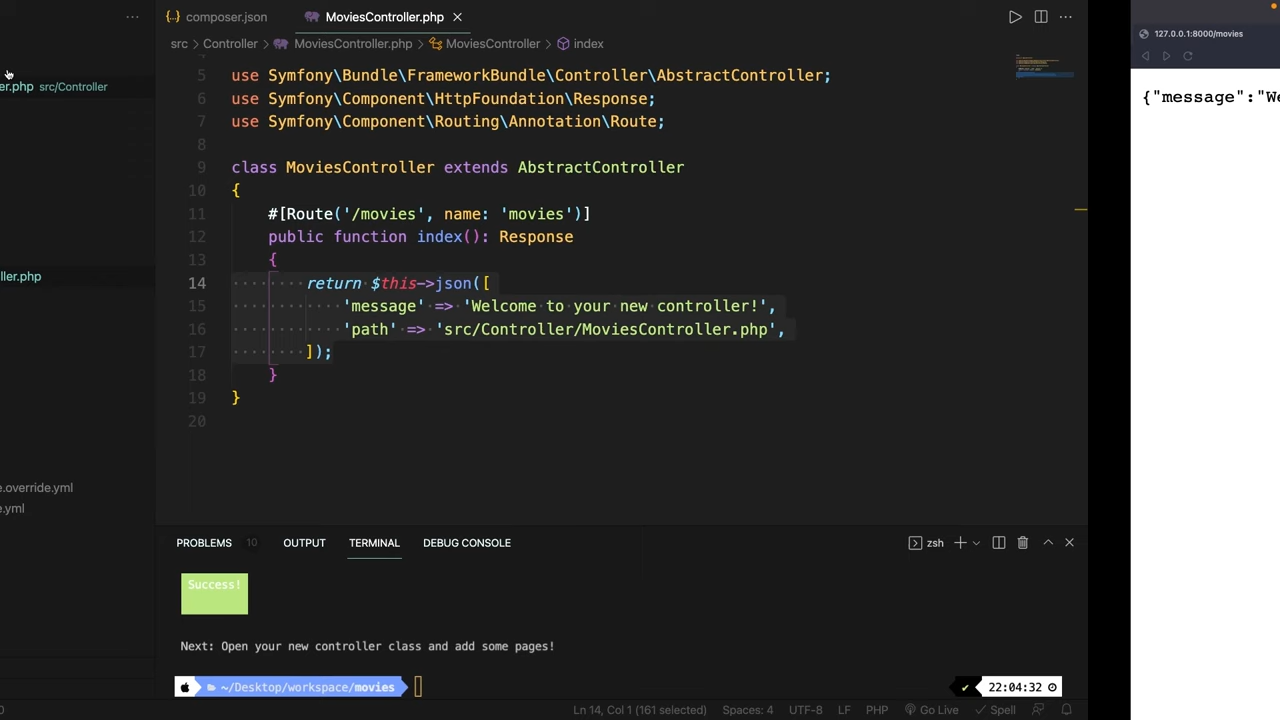 composer.json
MoviesController.php
127.0.0.1:8000/movies
src > Controller > MoviesController.php > MoviesController > index
{"message":"We
er.php src/Controller
5 use Symfony\Bundle\FrameworkBundle\Controller\AbstractController;
6 use Symfony\Component\HttpFoundation\Response;
7 use Symfony\Component\Routing\Annotation\Route;
8
9 class MoviesController extends AbstractController
10 {
11 #[Route('/movies', name: 'movies')]
12 public function index(): Response
13 {
14 return $this->json([
15 'message' => 'Welcome to your new controller!',
16 'path' => 'src/Controller/MoviesController.php',
17 ]);
18 }
19 }
20
ller.php
e.override.yml
e.yml
PROBLEMS 10 OUTPUT TERMINAL DEBUG CONSOLE
zsh
Success!
Next: Open your new controller class and add some pages!
~/Desktop/workspace/movies
22:04:32
Ln 14, Col 1 (161 selected) Spaces: 4 UTF-8 LF PHP Go Live Spell